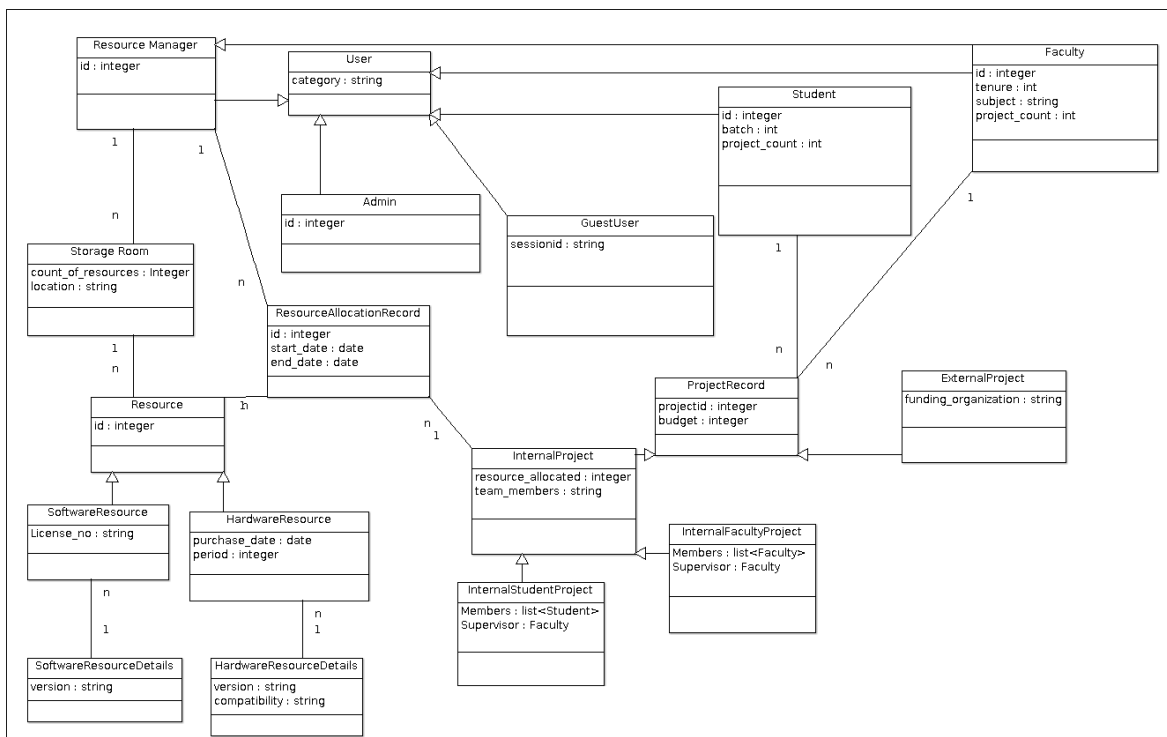 Resource Manager
id : integer
User
category : string
Faculty
id : integer
tenure : int
subject : string
project_count : int
Student
id : integer
batch : int
project_count : int
1
1
n
Admin
id : integer
GuestUser
sessionid : string
1
1
Storage Room
count_of_resources : Integer
location : string
n
ResourceAllocationRecord
id : integer
start_date : date
end_date : date
1
n
n
n
ProjectRecord
projectid : integer
budget : integer
ExternalProject
funding_organization : string
Resource
id : integer
1
n
n
1
InternalProject
resource_allocated : integer
team_members : string
SoftwareResource
License_no : string
HardwareResource
purchase_date : date
period : integer
InternalFacultyProject
Members : list<Faculty>
Supervisor : Faculty
InternalStudentProject
Members : list<Student>
Supervisor : Faculty
n
1
n
1
SoftwareResourceDetails
version : string
HardwareResourceDetails
version : string
compatibility : string